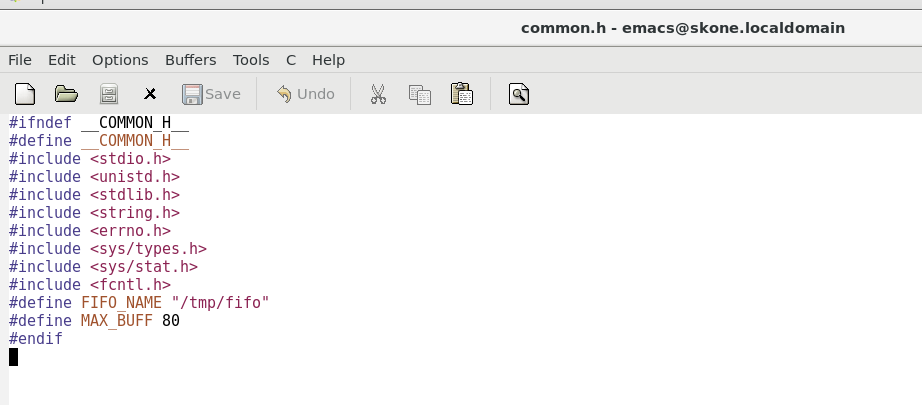 common.h - emacs@skone.localdomain
File Edit Options Buffers Tools C Help
Save Undo
#ifndef __COMMON_H__
#define __COMMON_H__
#include <stdio.h>
#include <unistd.h>
#include <stdlib.h>
#include <string.h>
#include <errno.h>
#include <sys/types.h>
#include <sys/stat.h>
#include <fcntl.h>
#define FIFO_NAME "/tmp/fifo"
#define MAX_BUFF 80
#endif